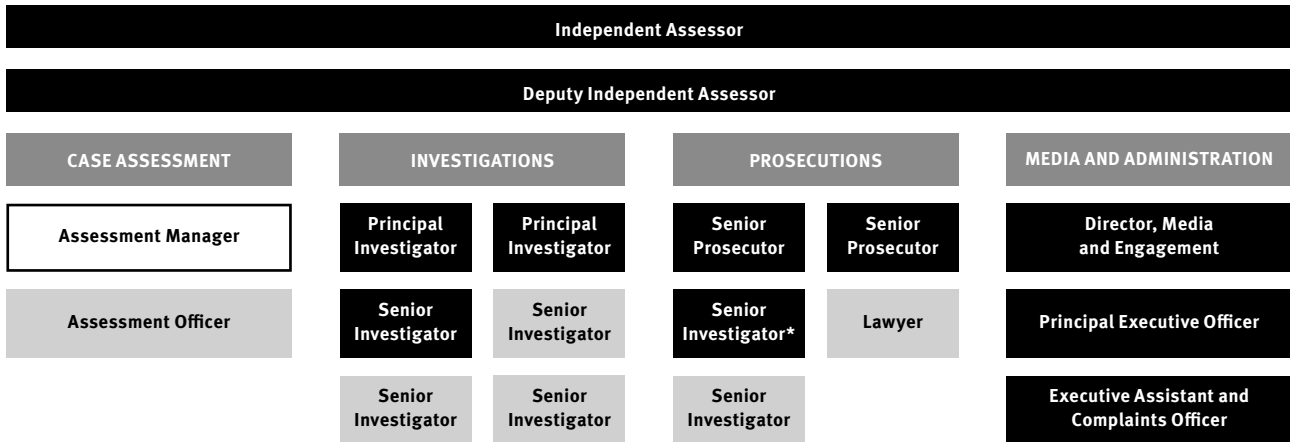 Independent Assessor
Deputy Independent Assessor
CASE ASSESSMENT
INVESTIGATIONS
PROSECUTIONS
MEDIA AND ADMINISTRATION
Assessment Manager
Principal
Investigator
Principal
Investigator
Senior
Prosecutor
Senior
Prosecutor
Director, Media
and Engagement
Assessment Officer
Senior
Investigator
Senior
Investigator
Senior
Investigator*
Lawyer
Principal Executive Officer
Senior
Investigator
Senior
Investigator
Senior
Investigator
Executive Assistant and
Complaints Officer